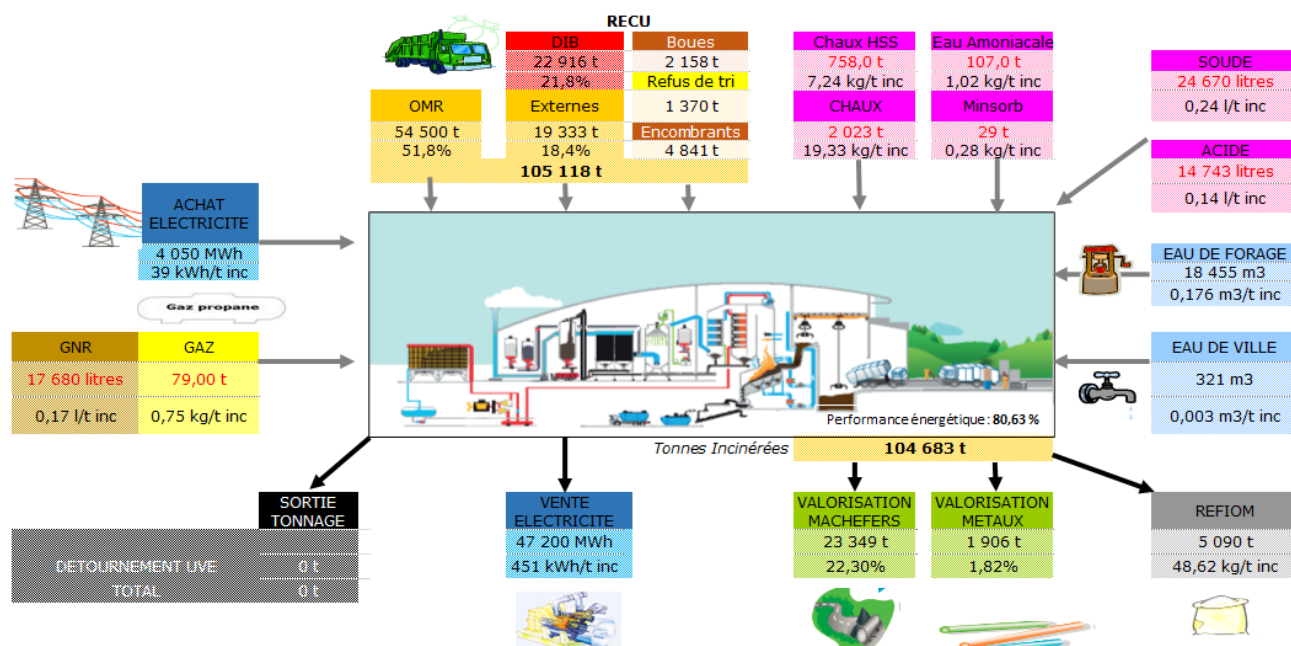 RECU
DIB
22 916 t
21,8%
Boues
2 158 t
Refus de tri
1 370 t
Encombrants
4 841 t
OMR
54 500 t
51,8%
Externes
19 333 t
18,4%
105 118 t
Chaux HSS
758,0 t
7,24 kg/t inc
CHAUX
2 023 t
19,33 kg/t inc
Eau Amoniacale
107,0 t
1,02 kg/t inc
Minsorb
29 t
0,28 kg/t inc
SOUDE
24 670 litres
0,24 l/t inc
ACIDE
14 743 litres
0,14 l/t inc
ACHAT
ELECTRICITE
4 050 MWh
39 kWh/t inc
Gaz propane
GNR
17 680 litres
0,17 l/t inc
GAZ
79,00 t
0,75 kg/t inc
EAU DE FORAGE
18 455 m3
0,176 m3/t inc
EAU DE VILLE
321 m3
0,003 m3/t inc
Performance énergétique : 80,63 %
Tonnes Incinérées
104 683 t
SORTIE
TONNAGE
DETOURNEMENT UVE
0 t
TOTAL
0 t
VENTE
ELECTRICITE
47 200 MWh
451 kWh/t inc
VALORISATION
MACHEFERS
23 349 t
22,30%
VALORISATION
METAUX
1 906 t
1,82%
REFIOM
5 090 t
48,62 kg/t inc